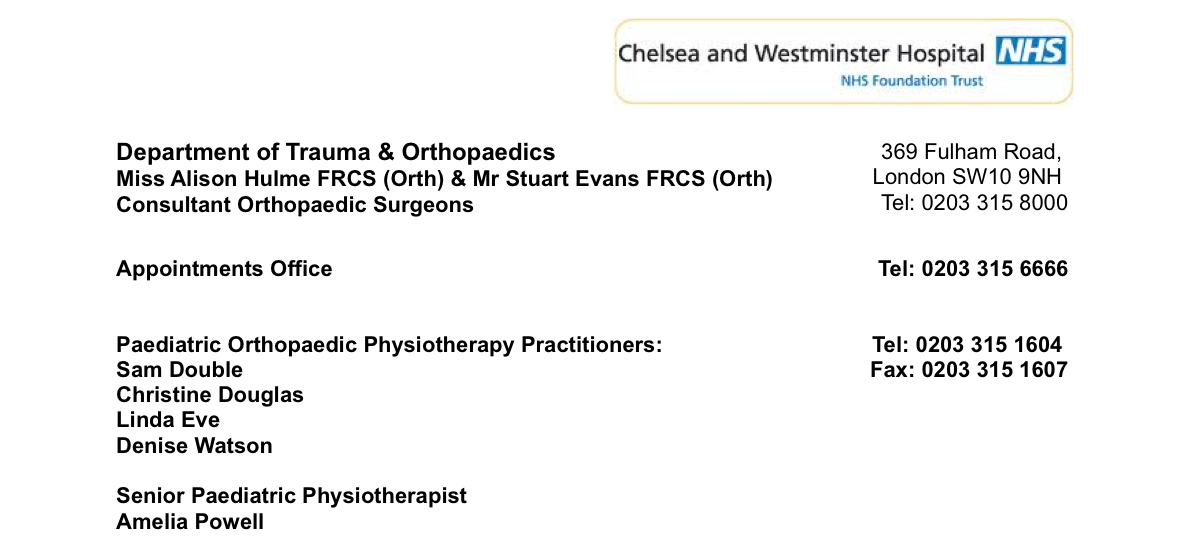 Chelsea and Westminster Hospital NHS
NHS Foundation Trust
Department of Trauma & Orthopaedics
Miss Alison Hulme FRCS (Orth) & Mr Stuart Evans FRCS (Orth)
Consultant Orthopaedic Surgeons
369 Fulham Road,
London SW10 9NH
Tel: 0203 315 8000
Appointments Office
Tel: 0203 315 6666
Paediatric Orthopaedic Physiotherapy Practitioners:
Sam Double
Christine Douglas
Linda Eve
Denise Watson
Tel: 0203 315 1604
Fax: 0203 315 1607
Senior Paediatric Physiotherapist
Amelia Powell